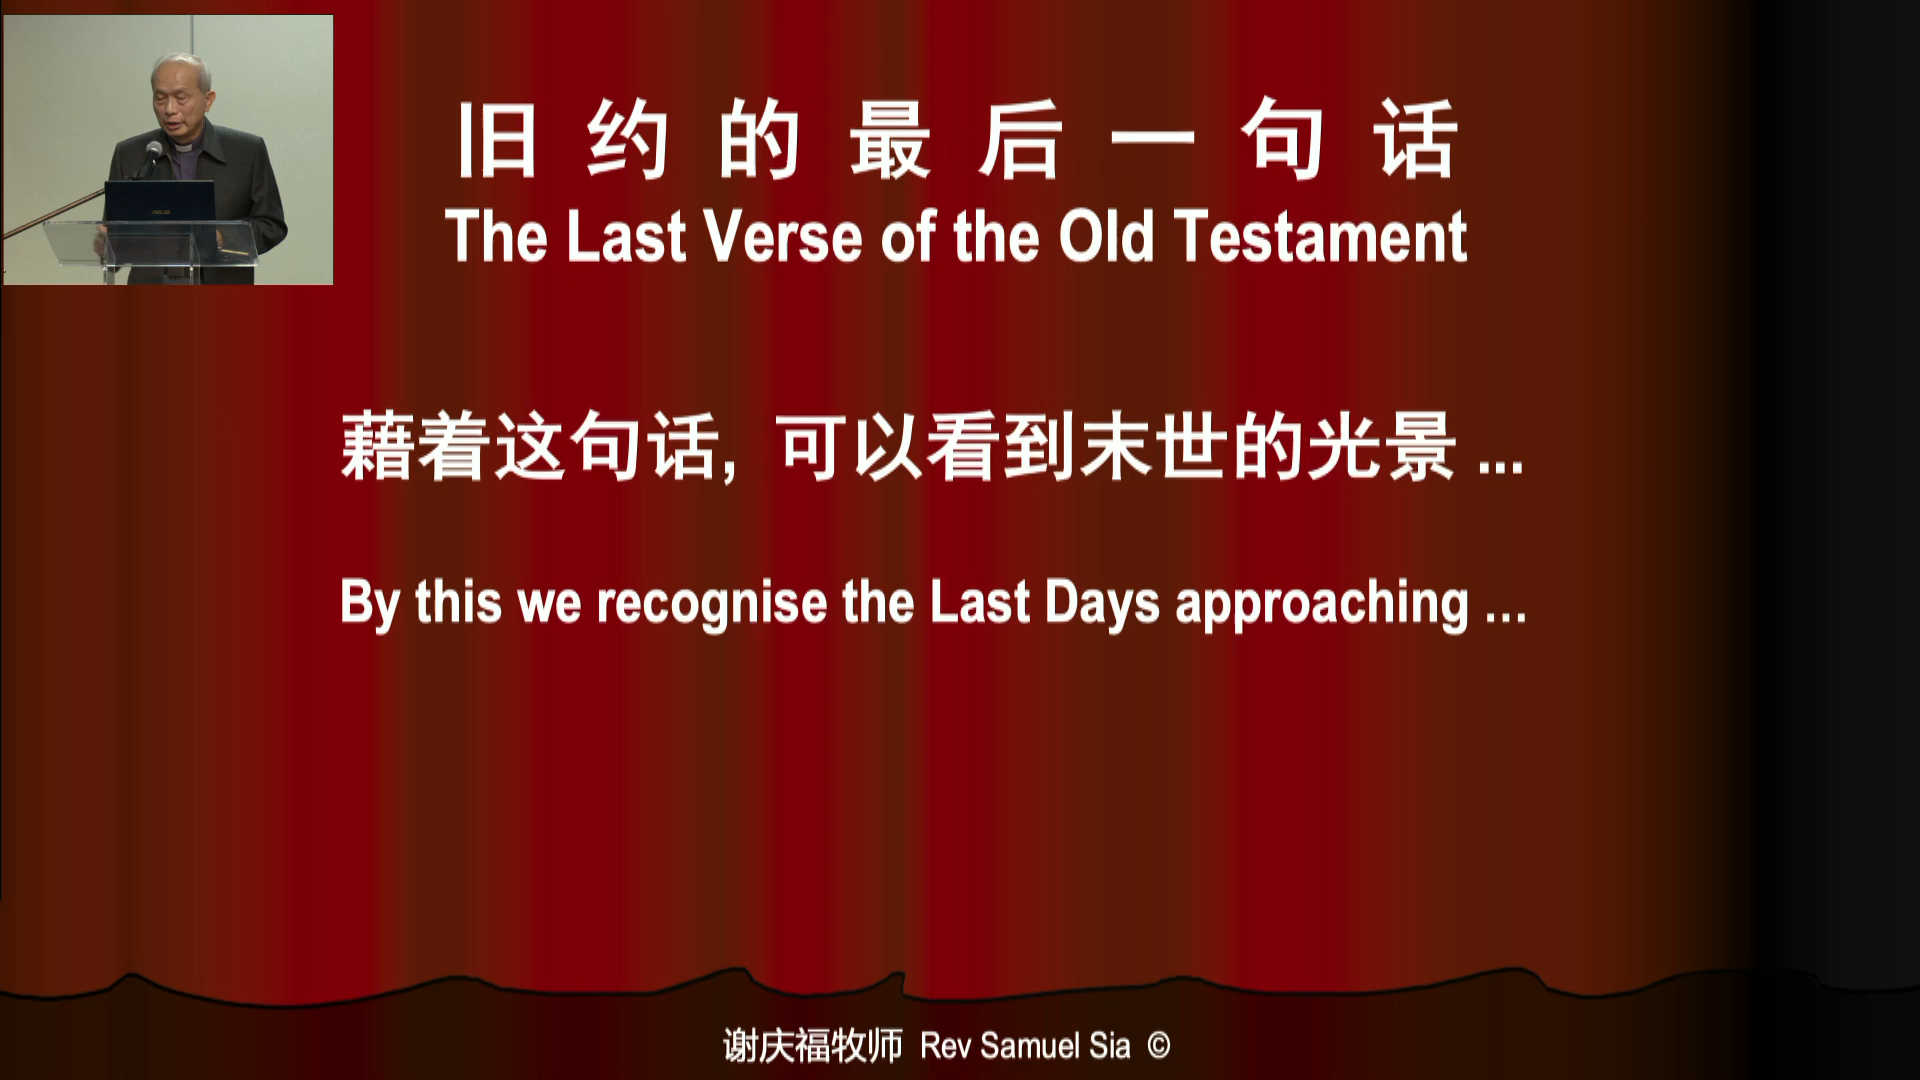 旧约的最后一句话
The Last Verse of the Old Testament
藉着这句话, 可以看到末世的光景 ...
By this we recognise the Last Days approaching ...
谢庆福牧师 Rev Samuel Sia ©